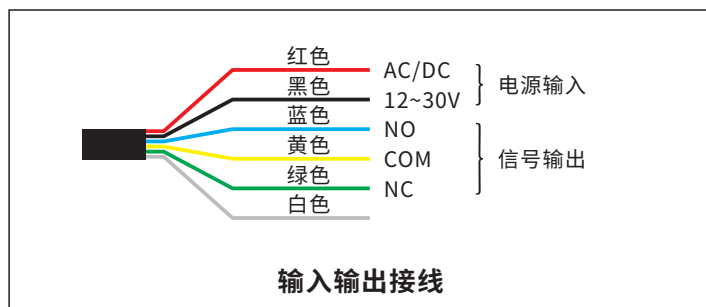 红色
AC/DC
黑色
12~30V
电源输入
蓝色
NO
黄色
COM
信号输出
绿色
NC
白色
输入输出接线